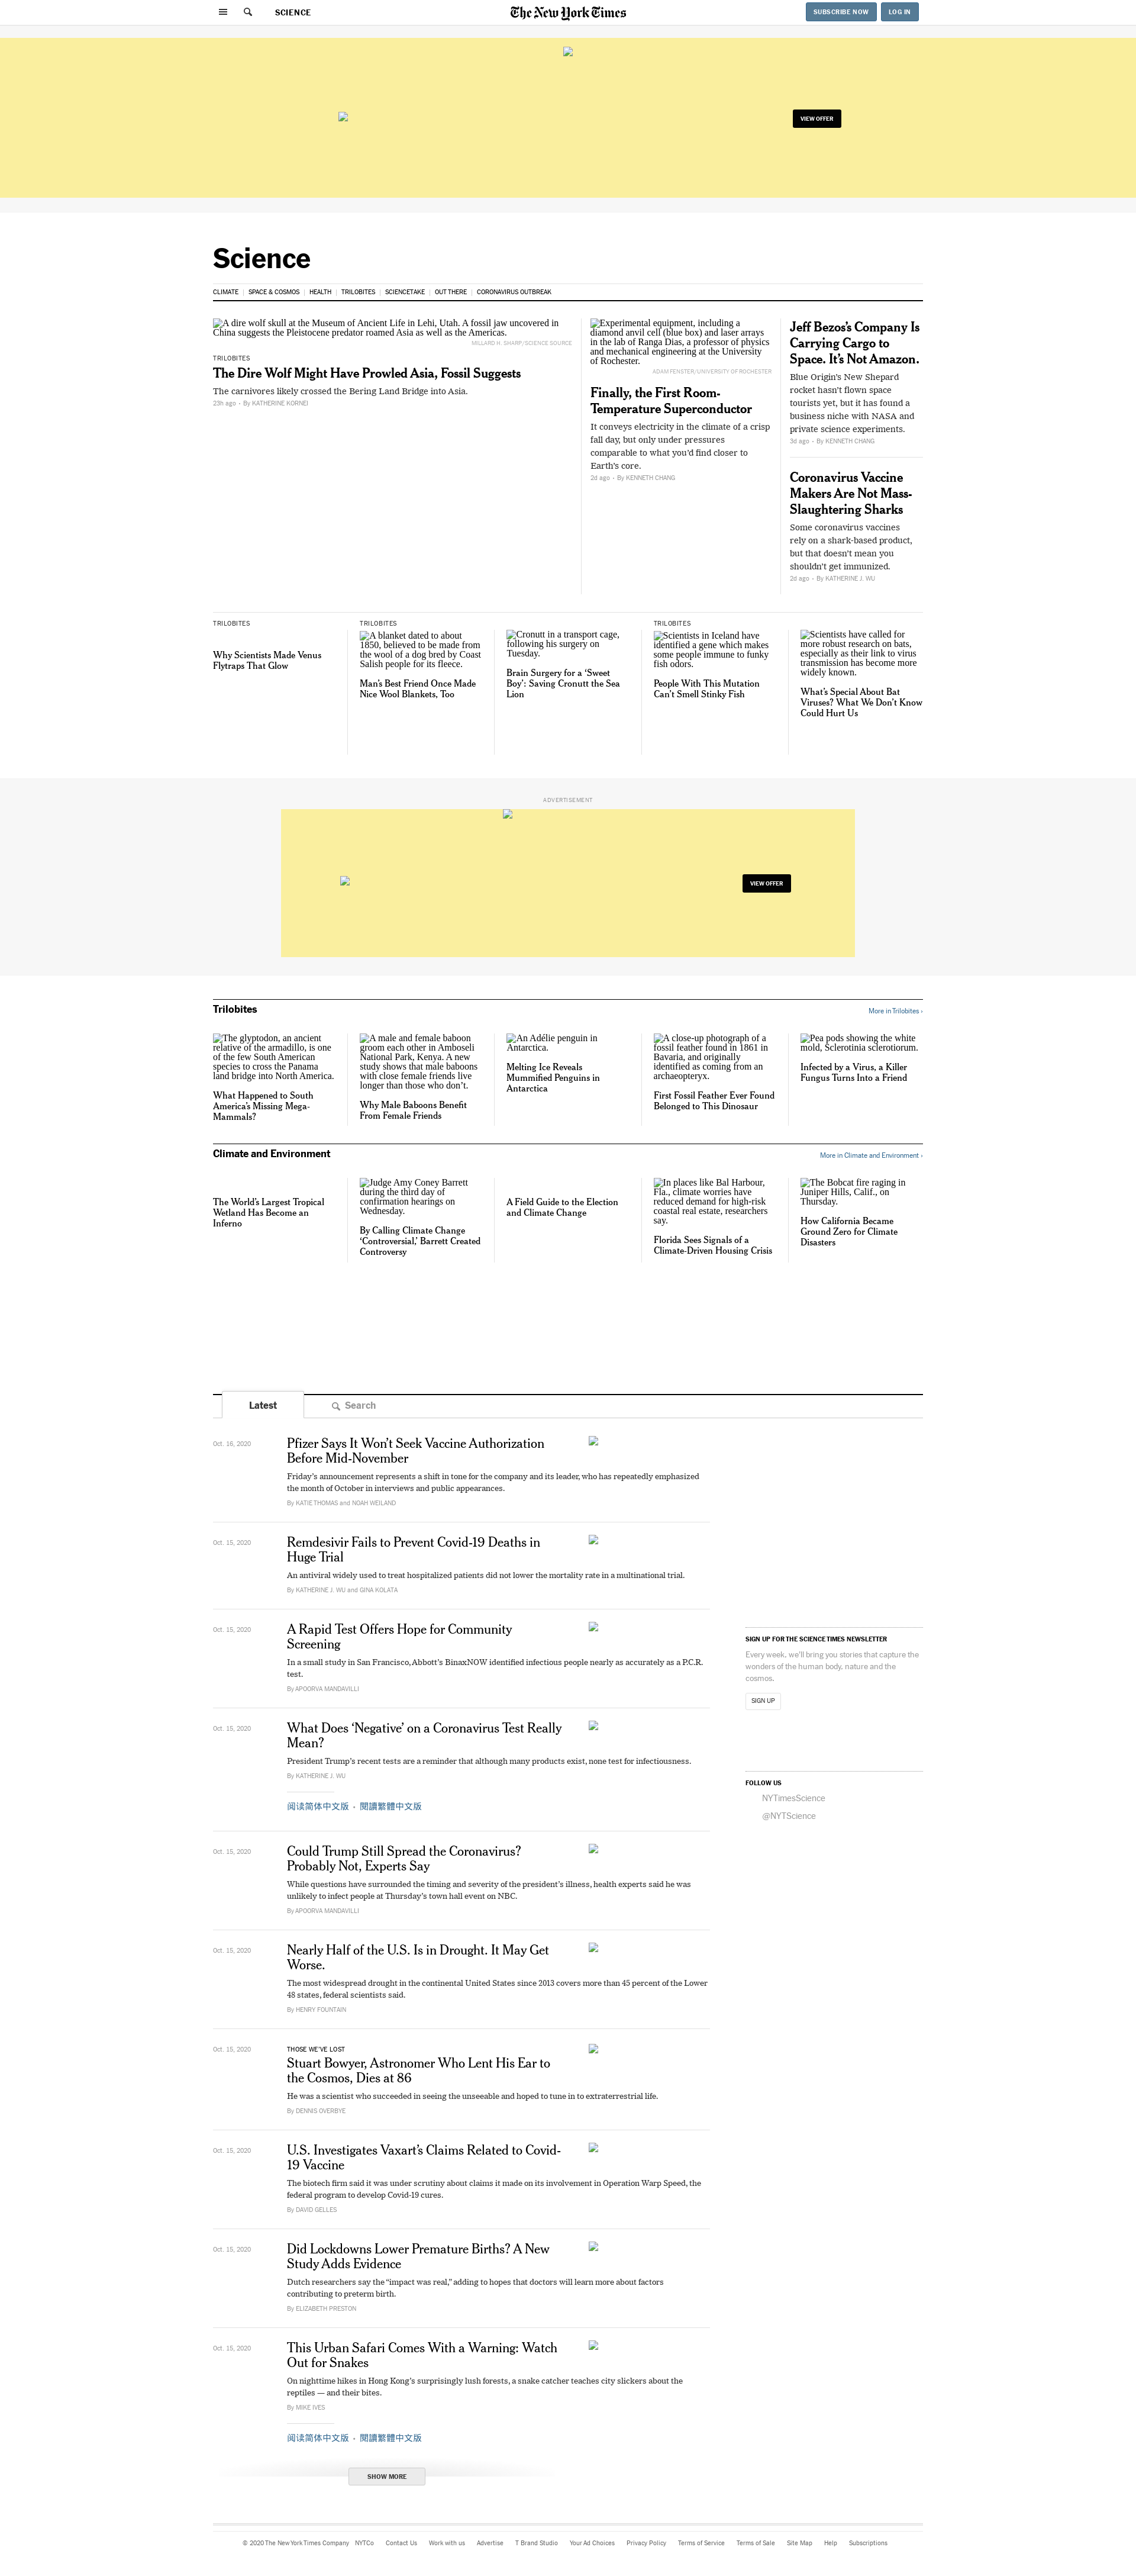 SCIENCE
The New York Times
SUBSCRIBE NOW
LOG IN
VIEW OFFER
Science
CLIMATE
SPACE & COSMOS
HEALTH
TRILOBITES
SCIENCETAKE
OUT THERE
CORONAVIRUS OUTBREAK
A dire wolf skull at the Museum of Ancient Life in Lehi, Utah. A fossil jaw uncovered in
China suggests the Pleistocene predator roamed Asia as well as the Americas.
MILLARD H. SHARP/SCIENCE SOURCE
TRILOBITES
The Dire Wolf Might Have Prowled Asia, Fossil Suggests
The carnivores likely crossed the Bering Land Bridge into Asia.
23h ago • By KATHERINE KORNEI
Experimental equipment, including a
diamond anvil cell (blue box) and laser arrays
in the lab of Ranga Dias, a professor of physics
and mechanical engineering at the University
of Rochester.
ADAM FENSTER/UNIVERSITY OF ROCHESTER
Finally, the First Room-
Temperature Superconductor
It conveys electricity in the climate of a crisp
fall day, but only under pressures
comparable to what you’d find closer to
Earth’s core.
2d ago • By KENNETH CHANG
Jeff Bezos’s Company Is
Carrying Cargo to
Space. It’s Not Amazon.
Blue Origin’s New Shepard
rocket hasn’t flown space
tourists yet, but it has found a
business niche with NASA and
private science experiments.
3d ago • By KENNETH CHANG
Coronavirus Vaccine
Makers Are Not Mass-
Slaughtering Sharks
Some coronavirus vaccines
rely on a shark-based product,
but that doesn’t mean you
shouldn’t get immunized.
2d ago • By KATHERINE J. WU
TRILOBITES
Why Scientists Made Venus
Flytraps That Glow
TRILOBITES
A blanket dated to about
1850, believed to be made from
the wool of a dog bred by Coast
Salish people for its fleece.
Man’s Best Friend Once Made
Nice Wool Blankets, Too
Cronutt in a transport cage,
following his surgery on
Tuesday.
Brain Surgery for a ‘Sweet
Boy’: Saving Cronutt the Sea
Lion
TRILOBITES
Scientists in Iceland have
identified a gene which makes
some people immune to funky
fish odors.
People With This Mutation
Can’t Smell Stinky Fish
Scientists have called for
more robust research on bats,
especially as their link to virus
transmission has become more
widely known.
What’s Special About Bat
Viruses? What We Don’t Know
Could Hurt Us
ADVERTISEMENT
VIEW OFFER
Trilobites
More in Trilobites ›
The glyptodon, an ancient
relative of the armadillo, is one
of the few South American
species to cross the Panama
land bridge into North America.
What Happened to South
America’s Missing Mega-
Mammals?
A male and female baboon
groom each other in Amboseli
National Park, Kenya. A new
study shows that male baboons
with close female friends live
longer than those who don’t.
Why Male Baboons Benefit
From Female Friends
An Adélie penguin in
Antarctica.
Melting Ice Reveals
Mummified Penguins in
Antarctica
A close-up photograph of a
fossil feather found in 1861 in
Bavaria, and originally
identified as coming from an
archaeopteryx.
First Fossil Feather Ever Found
Belonged to This Dinosaur
Pea pods showing the white
mold, Sclerotinia sclerotiorum.
Infected by a Virus, a Killer
Fungus Turns Into a Friend
Climate and Environment
More in Climate and Environment ›
The World’s Largest Tropical
Wetland Has Become an
Inferno
Judge Amy Coney Barrett
during the third day of
confirmation hearings on
Wednesday.
By Calling Climate Change
‘Controversial,’ Barrett Created
Controversy
A Field Guide to the Election
and Climate Change
In places like Bal Harbour,
Fla., climate worries have
reduced demand for high-risk
coastal real estate, researchers
say.
Florida Sees Signals of a
Climate-Driven Housing Crisis
The Bobcat fire raging in
Juniper Hills, Calif., on
Thursday.
How California Became
Ground Zero for Climate
Disasters
Latest
Search
Oct. 16, 2020
Pfizer Says It Won’t Seek Vaccine Authorization
Before Mid-November
Friday’s announcement represents a shift in tone for the company and its leader, who has repeatedly emphasized
the month of October in interviews and public appearances.
By KATIE THOMAS and NOAH WEILAND
Oct. 15, 2020
Remdesivir Fails to Prevent Covid-19 Deaths in
Huge Trial
An antiviral widely used to treat hospitalized patients did not lower the mortality rate in a multinational trial.
By KATHERINE J. WU and GINA KOLATA
Oct. 15, 2020
A Rapid Test Offers Hope for Community
Screening
In a small study in San Francisco, Abbott’s BinaxNOW identified infectious people nearly as accurately as a P.C.R.
test.
By APOORVA MANDAVILLI
Oct. 15, 2020
What Does ‘Negative’ on a Coronavirus Test Really
Mean?
President Trump’s recent tests are a reminder that although many products exist, none test for infectiousness.
By KATHERINE J. WU
阅读简体中文版 • 閱讀繁體中文版
Oct. 15, 2020
Could Trump Still Spread the Coronavirus?
Probably Not, Experts Say
While questions have surrounded the timing and severity of the president’s illness, health experts said he was
unlikely to infect people at Thursday’s town hall event on NBC.
By APOORVA MANDAVILLI
Oct. 15, 2020
Nearly Half of the U.S. Is in Drought. It May Get
Worse.
The most widespread drought in the continental United States since 2013 covers more than 45 percent of the Lower
48 states, federal scientists said.
By HENRY FOUNTAIN
Oct. 15, 2020
THOSE WE’VE LOST
Stuart Bowyer, Astronomer Who Lent His Ear to
the Cosmos, Dies at 86
He was a scientist who succeeded in seeing the unseeable and hoped to tune in to extraterrestrial life.
By DENNIS OVERBYE
Oct. 15, 2020
U.S. Investigates Vaxart’s Claims Related to Covid-
19 Vaccine
The biotech firm said it was under scrutiny about claims it made on its involvement in Operation Warp Speed, the
federal program to develop Covid-19 cures.
By DAVID GELLES
Oct. 15, 2020
Did Lockdowns Lower Premature Births? A New
Study Adds Evidence
Dutch researchers say the “impact was real,” adding to hopes that doctors will learn more about factors
contributing to preterm birth.
By ELIZABETH PRESTON
Oct. 15, 2020
This Urban Safari Comes With a Warning: Watch
Out for Snakes
On nighttime hikes in Hong Kong’s surprisingly lush forests, a snake catcher teaches city slickers about the
reptiles — and their bites.
By MIKE IVES
阅读简体中文版 • 閱讀繁體中文版
SHOW MORE
SIGN UP FOR THE SCIENCE TIMES NEWSLETTER
Every week, we’ll bring you stories that capture the
wonders of the human body, nature and the
cosmos.
SIGN UP
FOLLOW US
NYTimesScience
@NYTScience
© 2020 The New York Times Company
NYTCo
Contact Us
Work with us
Advertise
T Brand Studio
Your Ad Choices
Privacy Policy
Terms of Service
Terms of Sale
Site Map
Help
Subscriptions